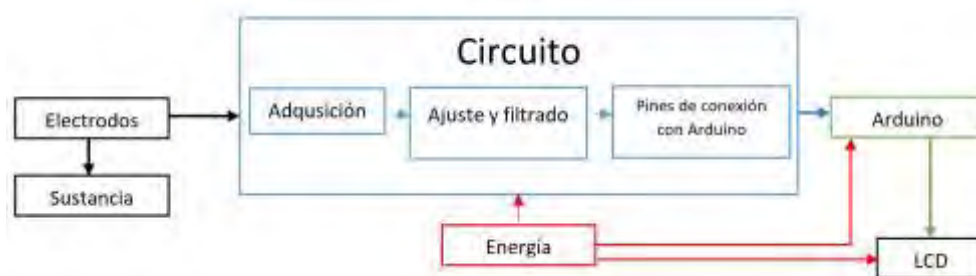 Circuito
Electrodos
Adqusición
Ajuste y filtrado
Pines de conexión
con Arduino
Arduino
Sustancia
Energía
LCD